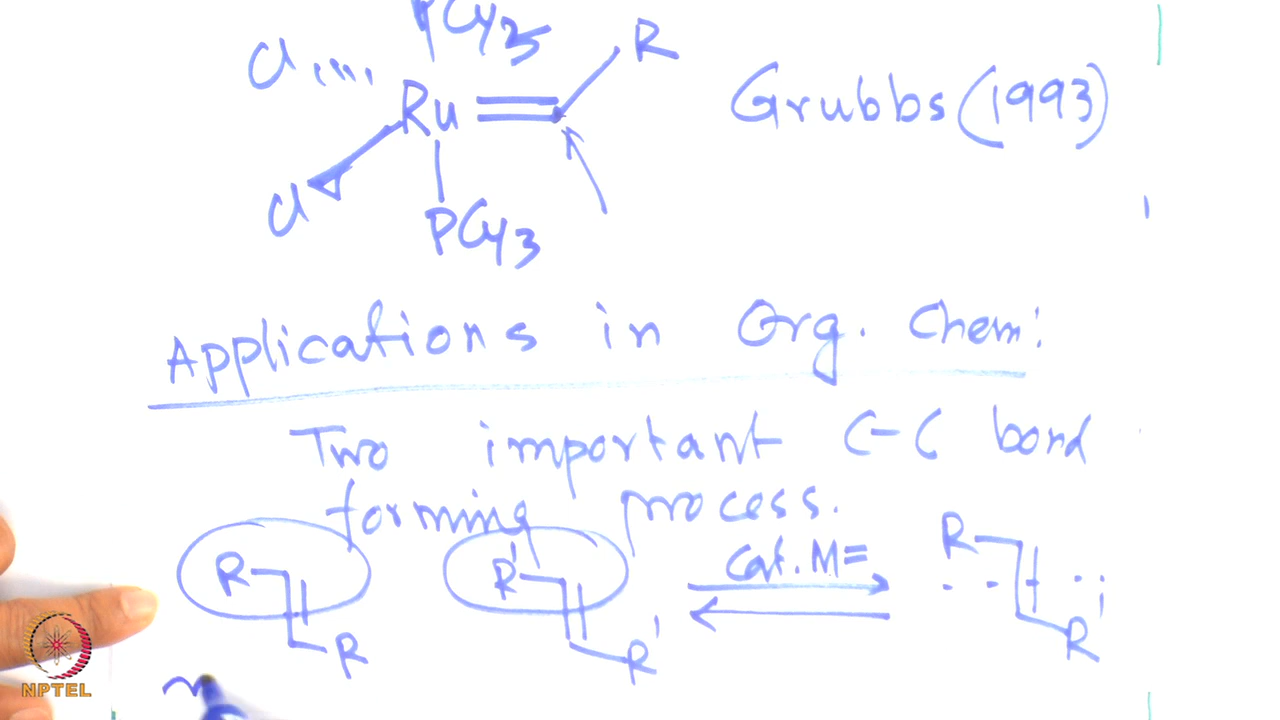 PCy3
Cl R
Ru Grubbs (1993)
Cl
PCy3
Applications in Org. Chem:
Two important C-C bond
forming process.
R R' cat. M= R
R R' R
NPTEL